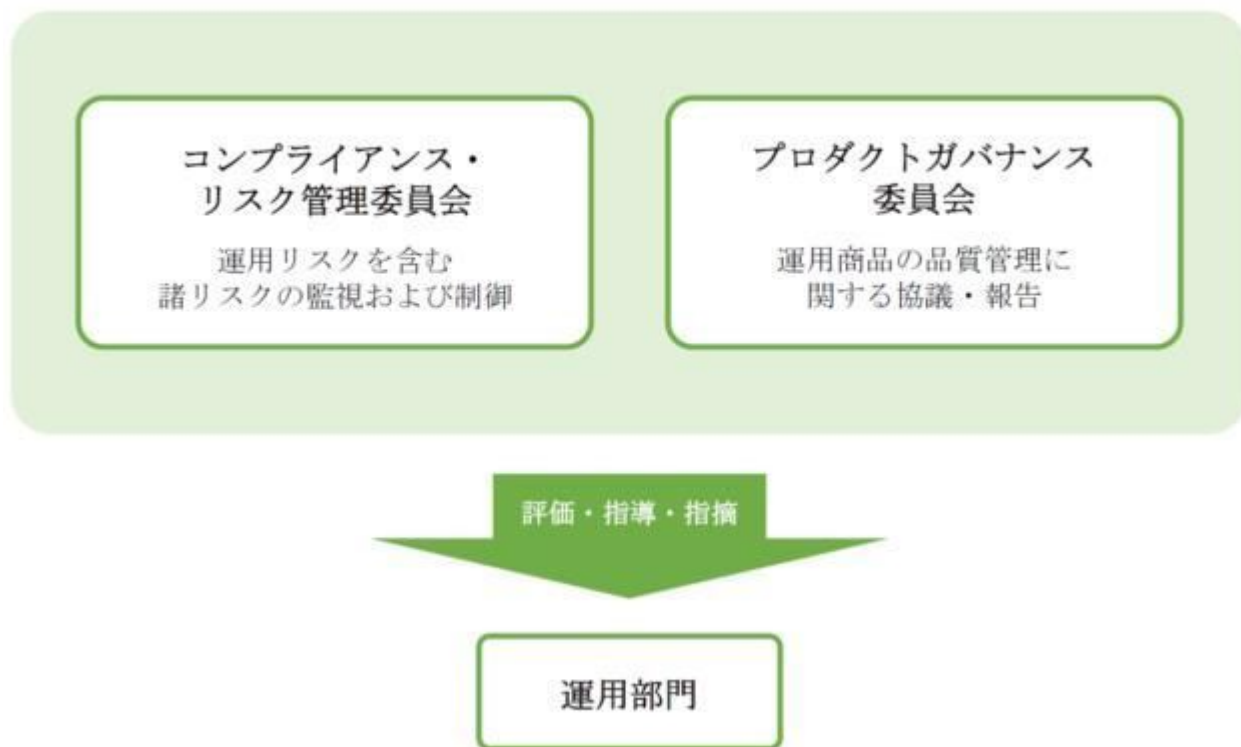 コンプライアンス・
リスク管理委員会
運用リスクを含む
諸リスクの監視および制御
プロダクトガバナンス
委員会
運用商品の品質管理に
関する協議・報告
評価・指導・指摘
運用部門